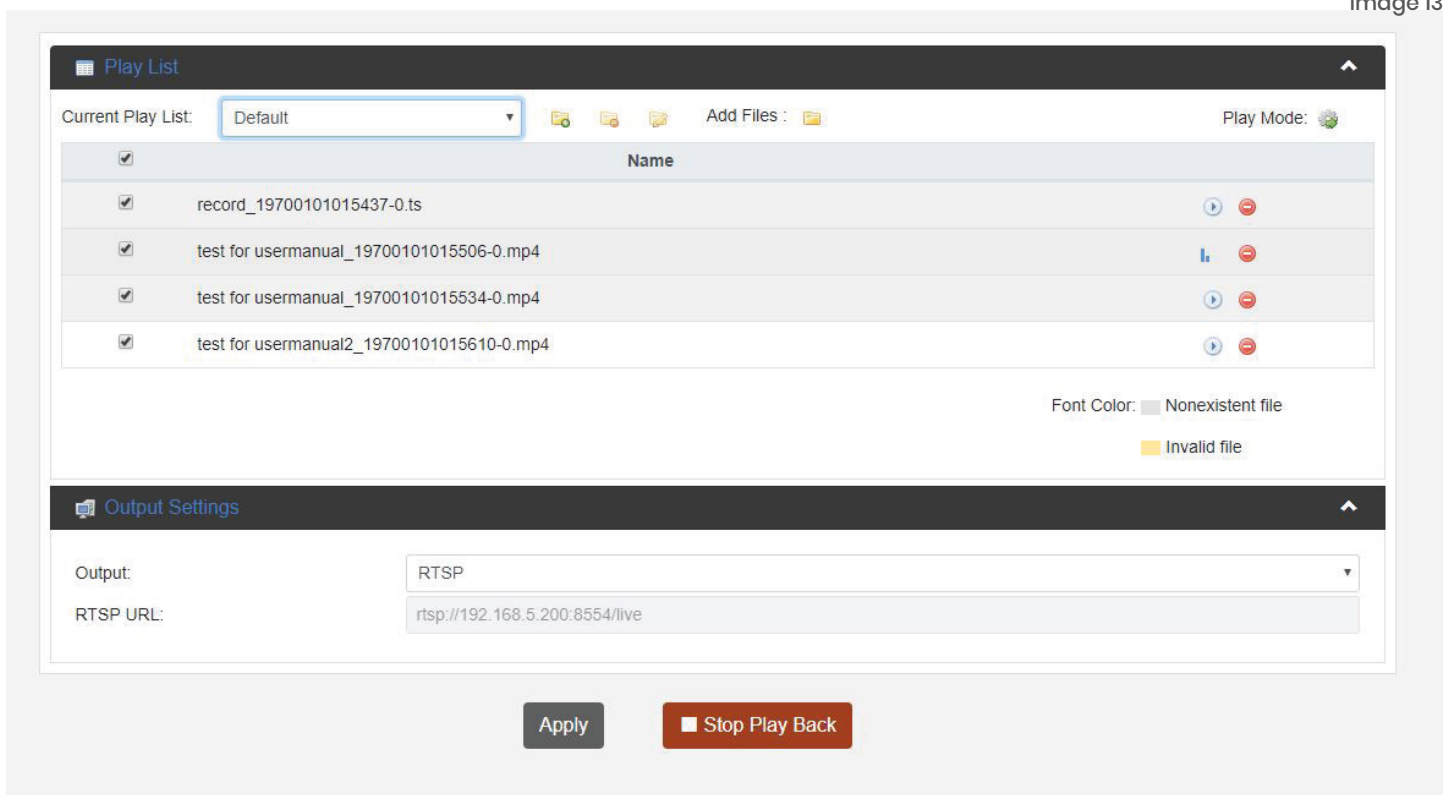 Image 13
Play List
Current Play List: Default Add Files : Play Mode:
Name
record_19700101015437-0.ts
test for usermanual_19700101015506-0.mp4
test for usermanual_19700101015534-0.mp4
test for usermanual2_19700101015610-0.mp4
Font Color: Nonexistent file
Invalid file
Output Settings
Output: RTSP
RTSP URL: rtsp://192.168.5.200:8554/live
Apply Stop Play Back